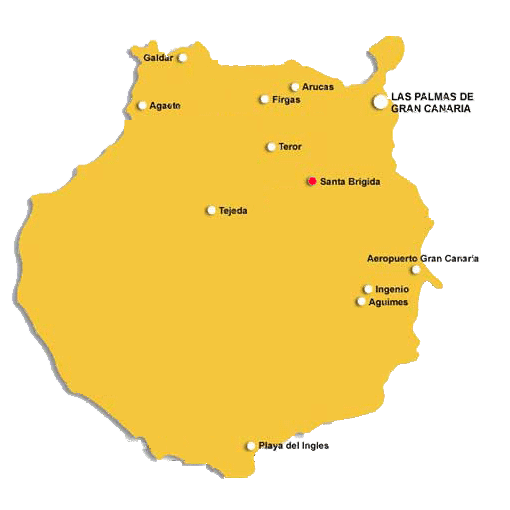 Galdar
Arucas
Firgas
LAS PALMAS DE
GRAN CANARIA
Agaete
Teror
Santa Brigida
Tejeda
Aeropuerto Gran Canaria
Ingenio
Aguimes
Playa del Ingles